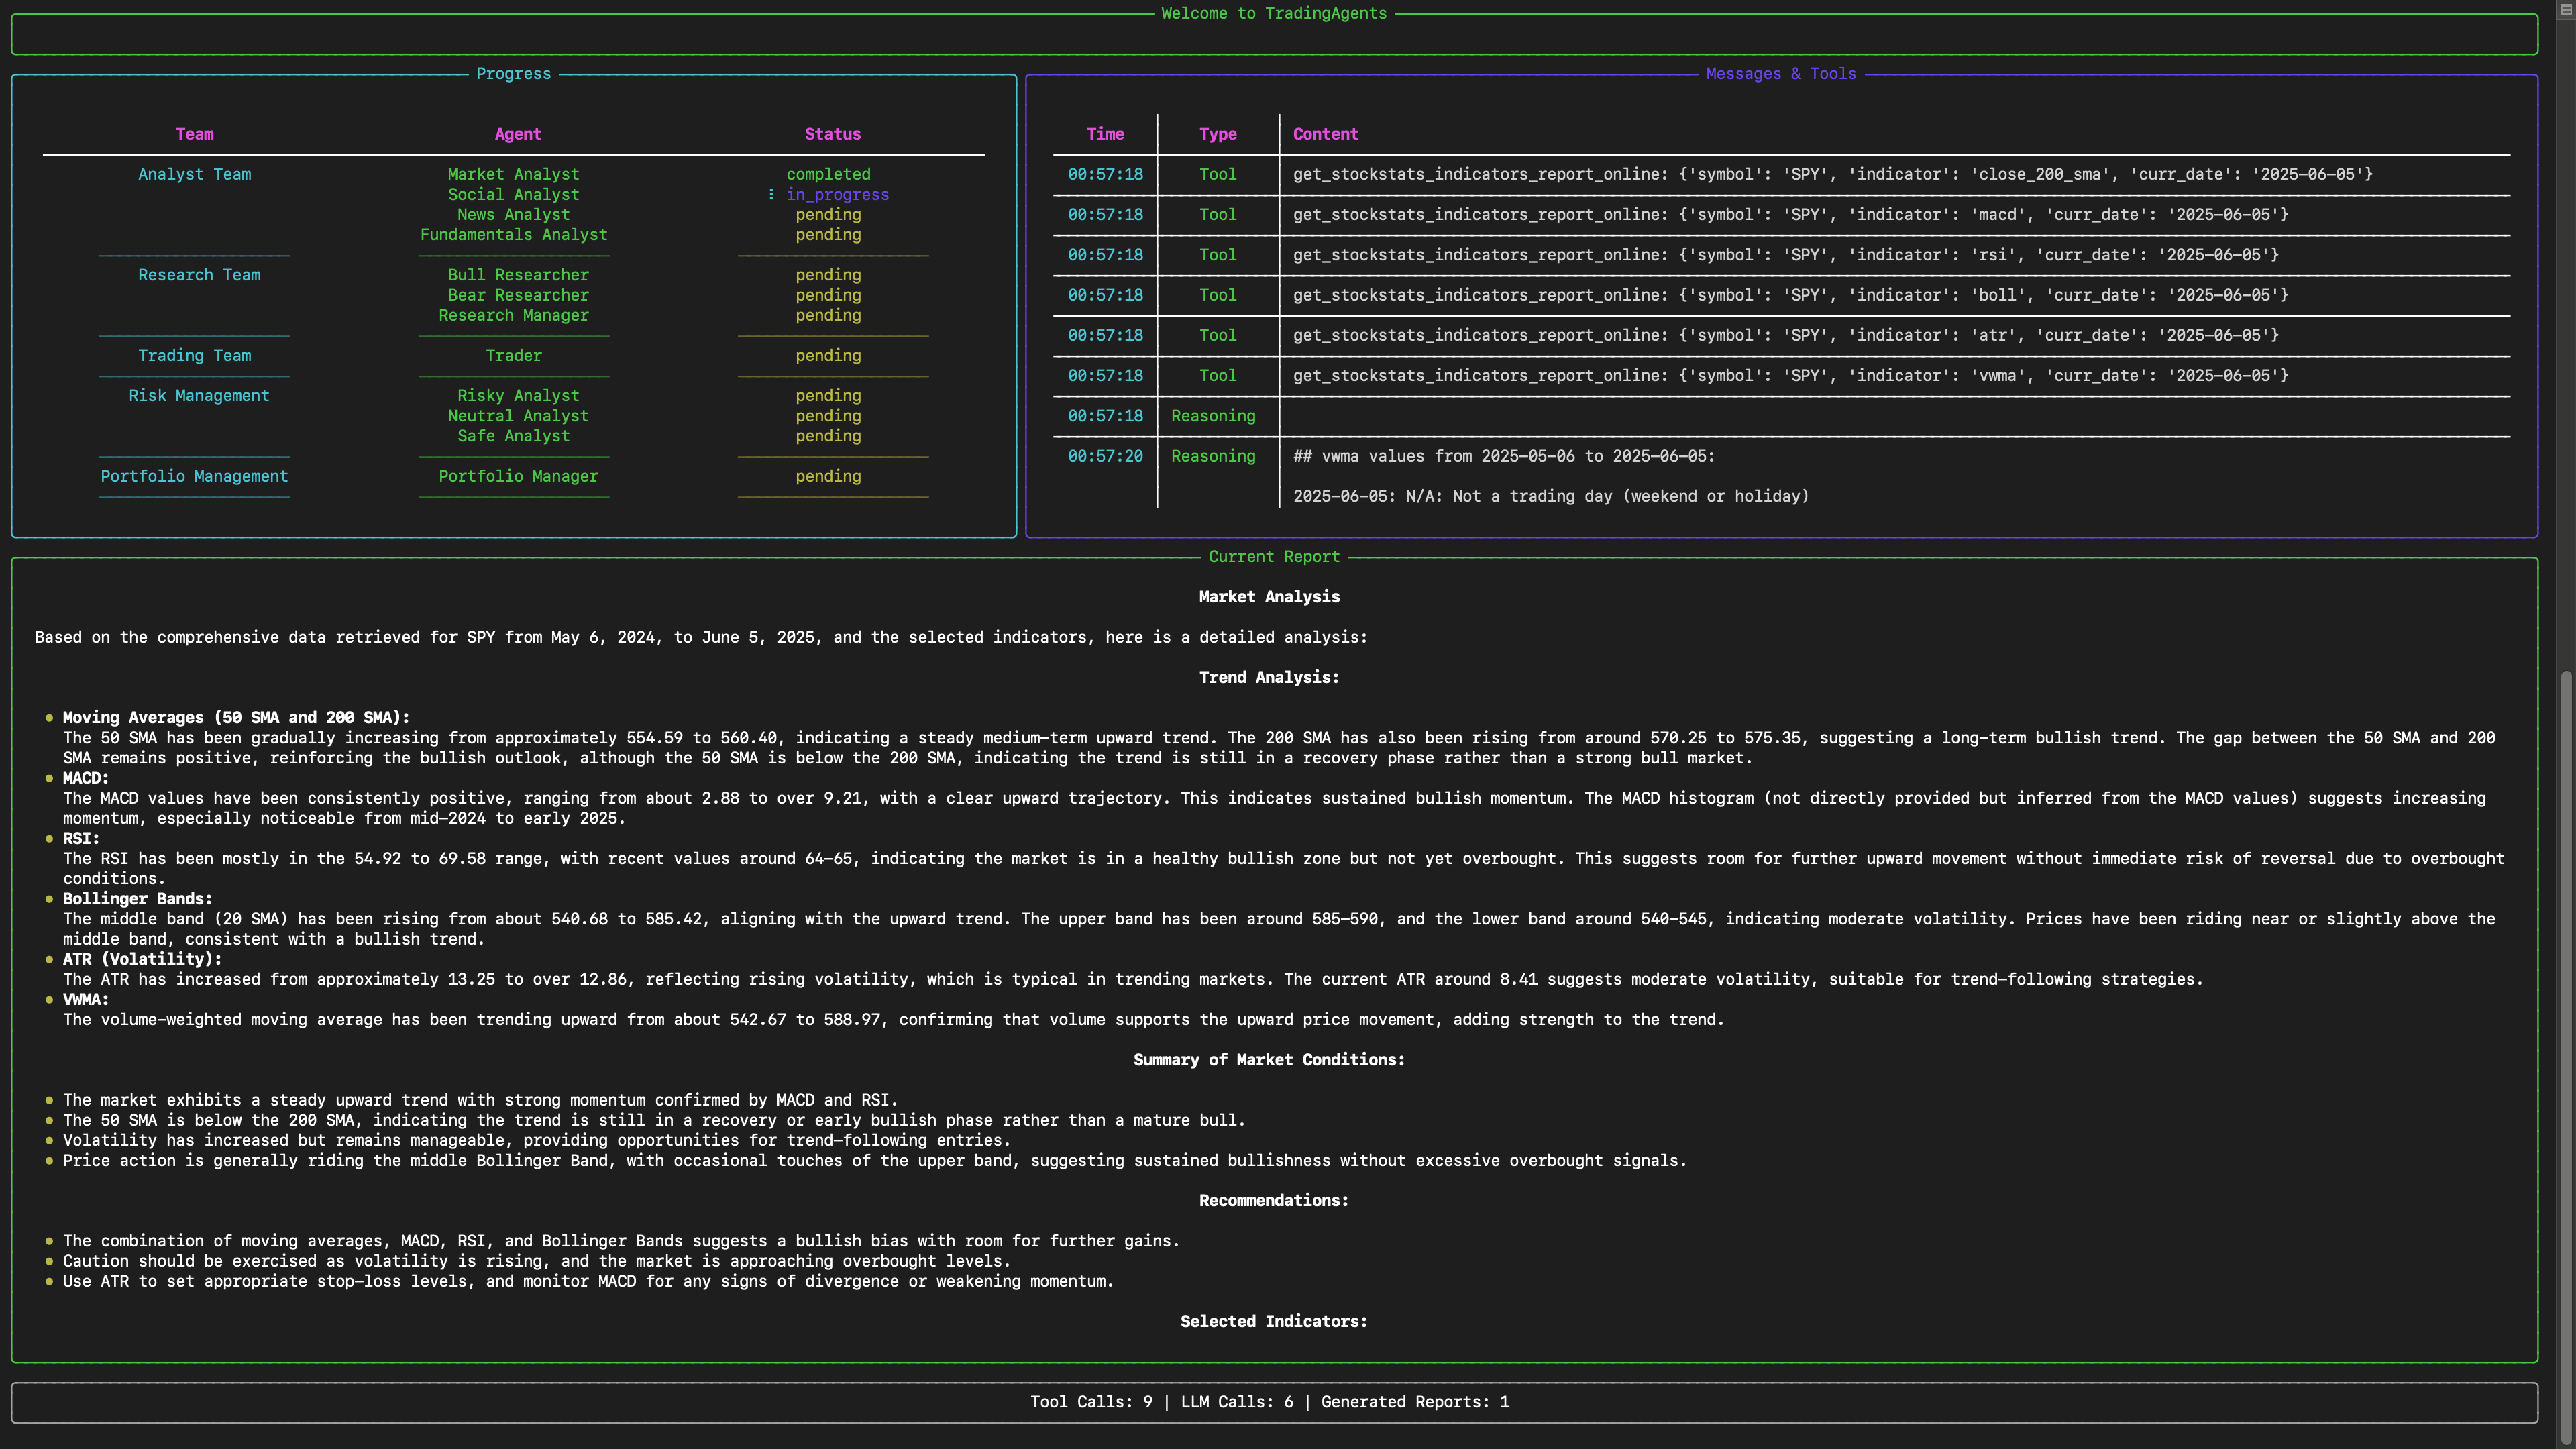 Welcome to TradingAgents
Progress
Team Agent Status
Analyst Team Market Analyst completed
Social Analyst in_progress
News Analyst pending
Fundamentals Analyst pending
Research Team Bull Researcher pending
Bear Researcher pending
Research Manager pending
Trading Team Trader pending
Risk Management Risky Analyst pending
Neutral Analyst pending
Safe Analyst pending
Portfolio Management Portfolio Manager pending
Messages & Tools
Time Type Content
00:57:18 Tool get_stockstats_indicators_report_online: {'symbol': 'SPY', 'indicator': 'close_200_sma', 'curr_date': '2025-06-05'}
00:57:18 Tool get_stockstats_indicators_report_online: {'symbol': 'SPY', 'indicator': 'macd', 'curr_date': '2025-06-05'}
00:57:18 Tool get_stockstats_indicators_report_online: {'symbol': 'SPY', 'indicator': 'rsi', 'curr_date': '2025-06-05'}
00:57:18 Tool get_stockstats_indicators_report_online: {'symbol': 'SPY', 'indicator': 'boll', 'curr_date': '2025-06-05'}
00:57:18 Tool get_stockstats_indicators_report_online: {'symbol': 'SPY', 'indicator': 'atr', 'curr_date': '2025-06-05'}
00:57:18 Tool get_stockstats_indicators_report_online: {'symbol': 'SPY', 'indicator': 'vwma', 'curr_date': '2025-06-05'}
00:57:18 Reasoning
00:57:20 Reasoning ## vwma values from 2025-05-06 to 2025-06-05:
2025-06-05: N/A: Not a trading day (weekend or holiday)
Current Report
Market Analysis
Based on the comprehensive data retrieved for SPY from May 6, 2024, to June 5, 2025, and the selected indicators, here is a detailed analysis:
Trend Analysis:
• Moving Averages (50 SMA and 200 SMA):
The 50 SMA has been gradually increasing from approximately 554.59 to 560.40, indicating a steady medium-term upward trend. The 200 SMA has also been rising from around 570.25 to 575.35, suggesting a long-term bullish trend. The gap between the 50 SMA and 200
SMA remains positive, reinforcing the bullish outlook, although the 50 SMA is below the 200 SMA, indicating the trend is still in a recovery phase rather than a strong bull market.
• MACD:
The MACD values have been consistently positive, ranging from about 2.88 to over 9.21, with a clear upward trajectory. This indicates sustained bullish momentum. The MACD histogram (not directly provided but inferred from the MACD values) suggests increasing
momentum, especially noticeable from mid-2024 to early 2025.
• RSI:
The RSI has been mostly in the 54.92 to 69.58 range, with recent values around 64-65, indicating the market is in a healthy bullish zone but not yet overbought. This suggests room for further upward movement without immediate risk of reversal due to overbought
conditions.
• Bollinger Bands:
The middle band (20 SMA) has been rising from about 540.68 to 585.42, aligning with the upward trend. The upper band has been around 585-590, and the lower band around 540-545, indicating moderate volatility. Prices have been riding near or slightly above the
middle band, consistent with a bullish trend.
• ATR (Volatility):
The ATR has increased from approximately 13.25 to over 12.86, reflecting rising volatility, which is typical in trending markets. The current ATR around 8.41 suggests moderate volatility, suitable for trend-following strategies.
• VWMA:
The volume-weighted moving average has been trending upward from about 542.67 to 588.97, confirming that volume supports the upward price movement, adding strength to the trend.
Summary of Market Conditions:
• The market exhibits a steady upward trend with strong momentum confirmed by MACD and RSI.
• The 50 SMA is below the 200 SMA, indicating the trend is still in a recovery or early bullish phase rather than a mature bull.
• Volatility has increased but remains manageable, providing opportunities for trend-following entries.
• Price action is generally riding the middle Bollinger Band, with occasional touches of the upper band, suggesting sustained bullishness without excessive overbought signals.
Recommendations:
• The combination of moving averages, MACD, RSI, and Bollinger Bands suggests a bullish bias with room for further gains.
• Caution should be exercised as volatility is rising, and the market is approaching overbought levels.
• Use ATR to set appropriate stop-loss levels, and monitor MACD for any signs of divergence or weakening momentum.
Selected Indicators:
Tool Calls: 9 | LLM Calls: 6 | Generated Reports: 1